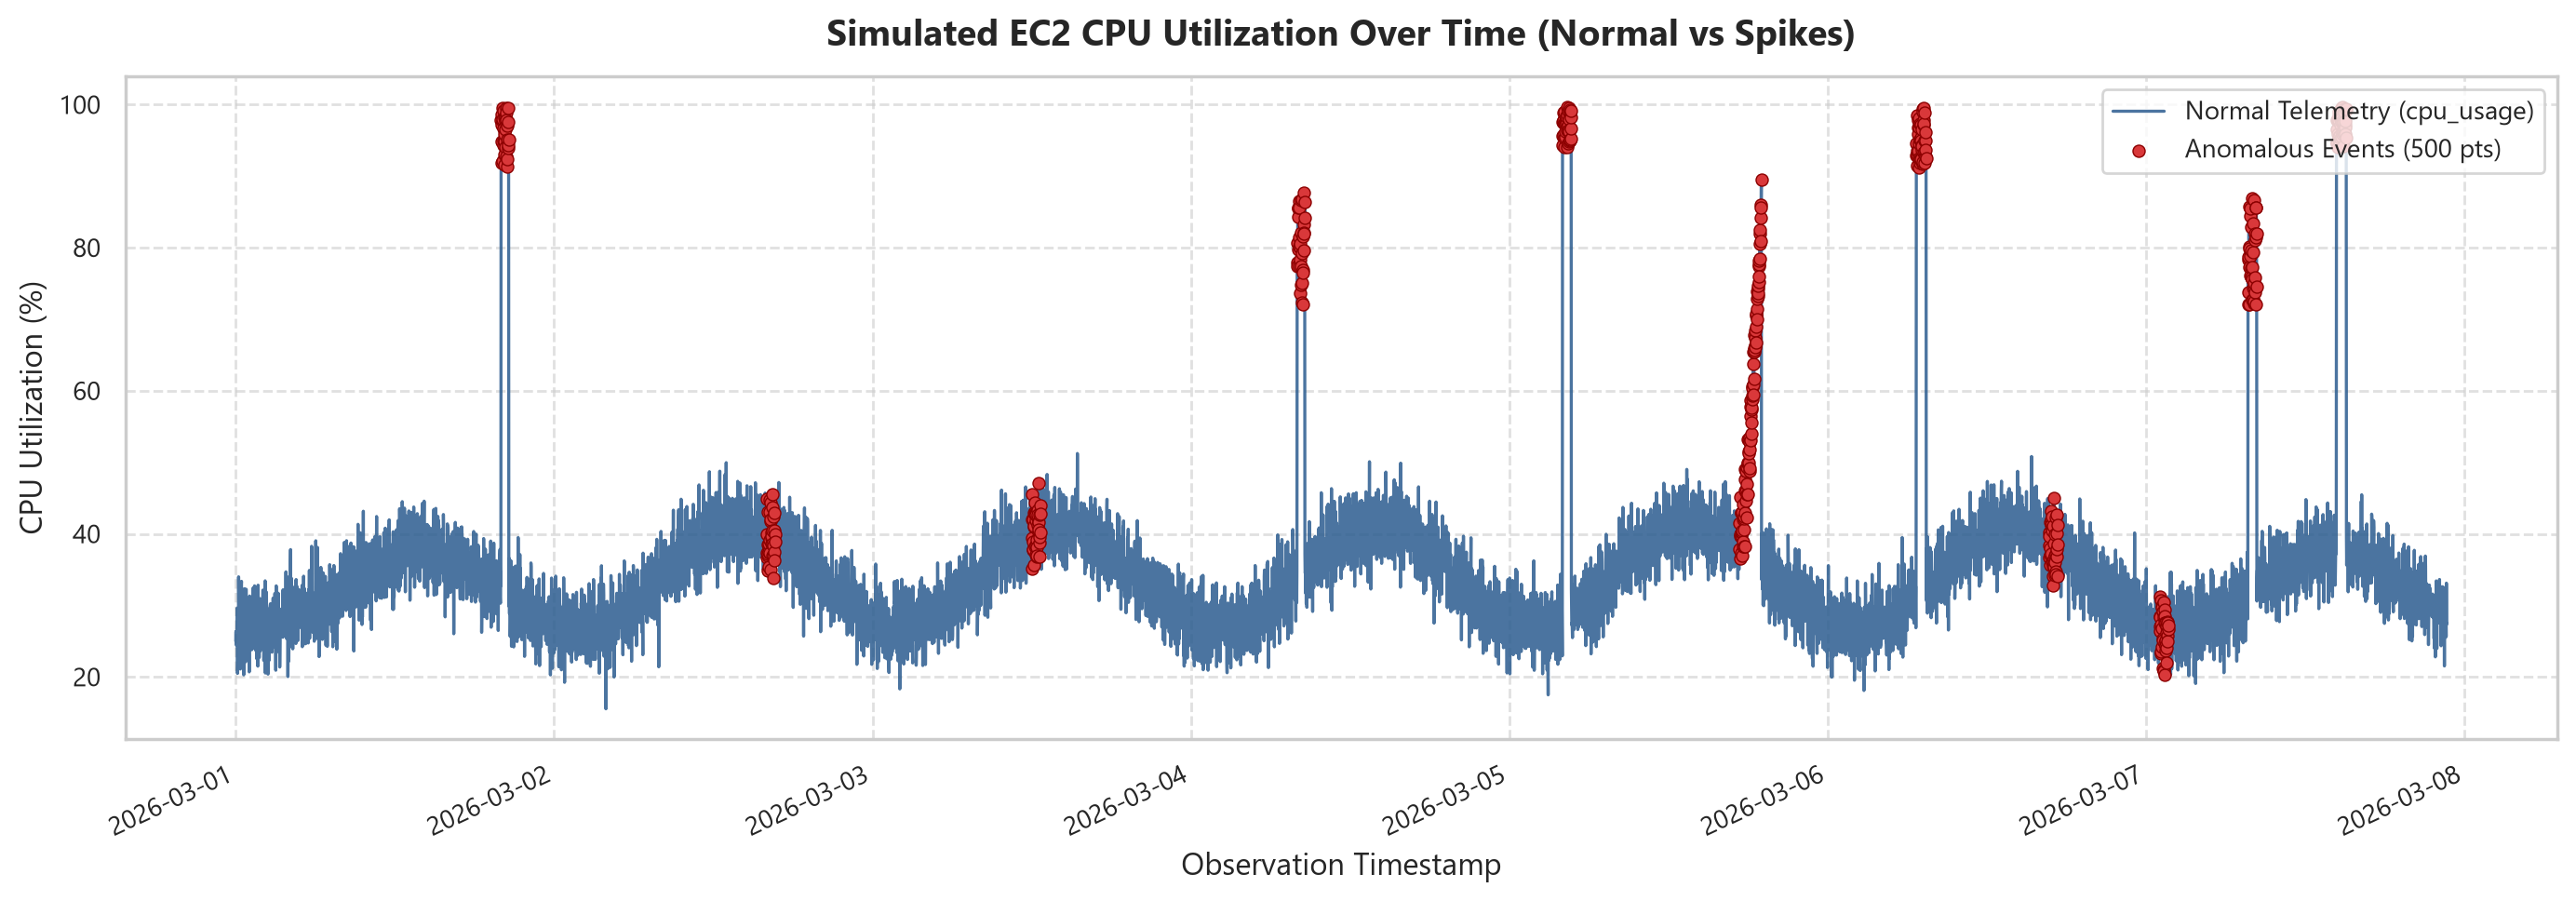 Simulated EC2 CPU Utilization Over Time (Normal vs Spikes)
Normal Telemetry (cpu_usage)
Anomalous Events (500 pts)
CPU Utilization (%)
100
80
60
40
20
2026-03-01
2026-03-02
2026-03-03
2026-03-04
2026-03-05
2026-03-06
2026-03-07
2026-03-08
Observation Timestamp